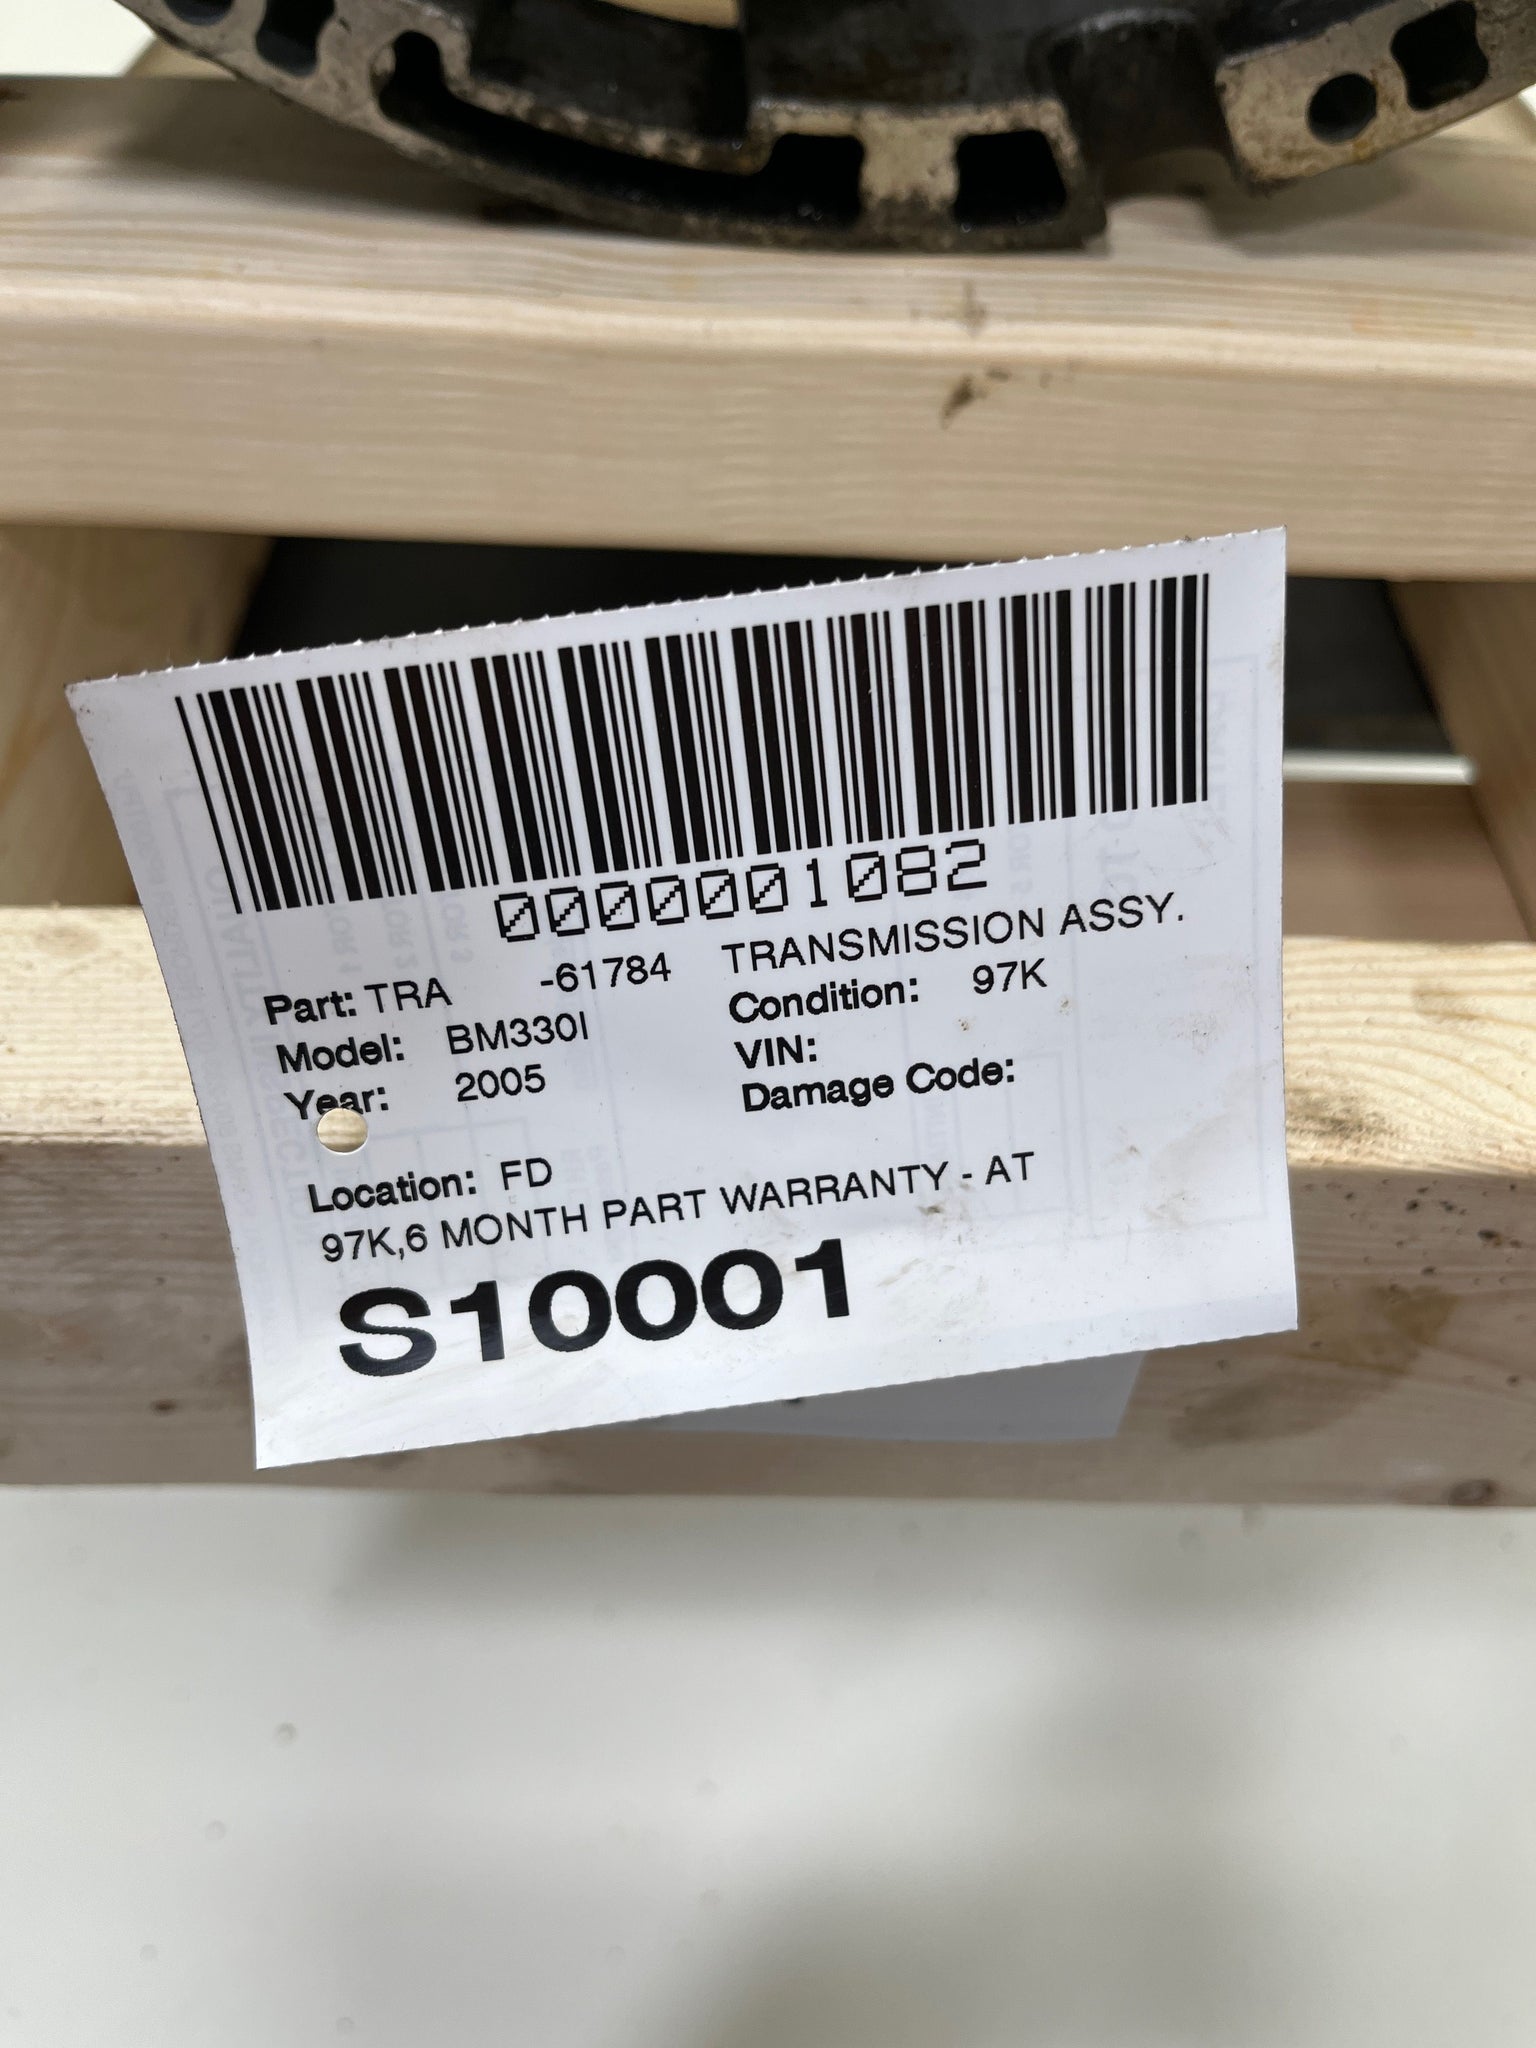 0000001082
Part: TRA -61784 TRANSMISSION ASSY.
Model: BM330I Condition: 97K
Year: 2005 VIN:
Damage Code:
Location: FD
97K,6 MONTH PART WARRANTY - AT
S10001